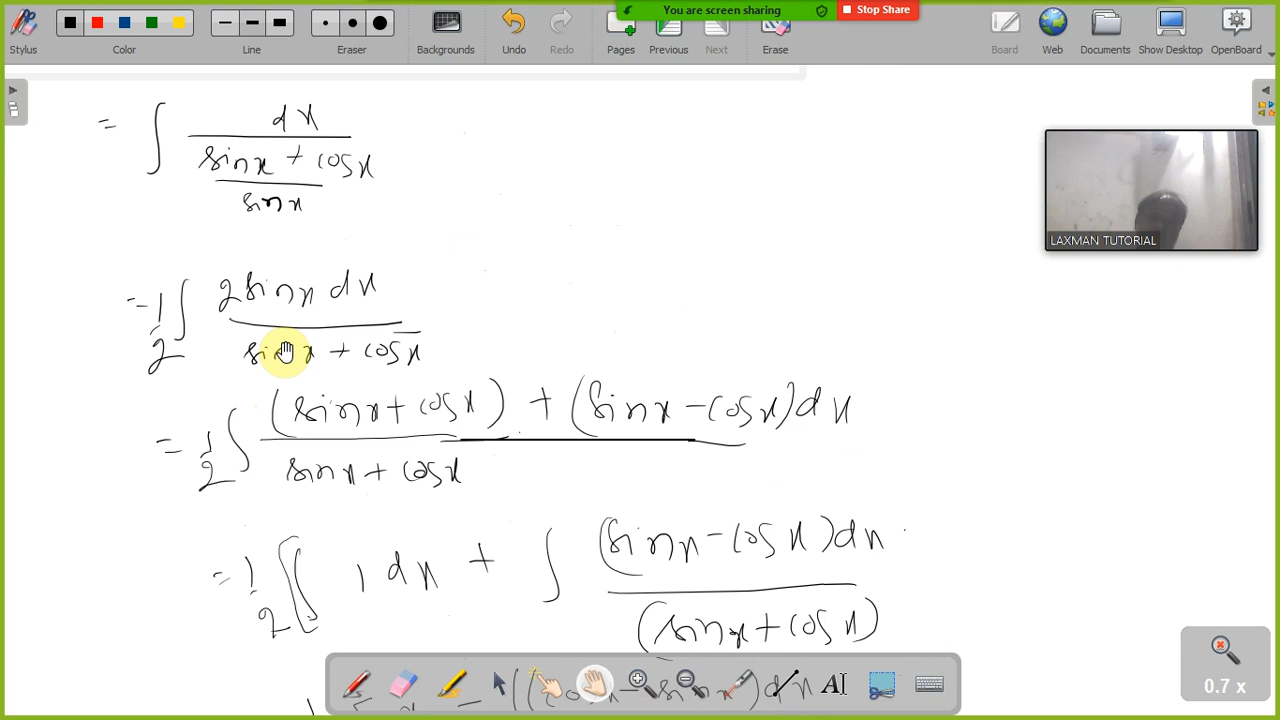 You are screen sharing Stop Share
Stylus Color Line Eraser Backgrounds Undo Redo Pages Previous Next Erase Board Web Documents Show Desktop OpenBoard
= ∫ dx
sinx + cosx
sinx
LAXMAN TUTORIAL
= 1/2 ∫ 2sinx dx
sinx + cosx
= 1/2 ∫ (sinx + cosx) + (sinx - cosx)dx
sinx + cosx
= 1/2 [∫ 1 dx + ∫ (sinx - cosx)dx
(sinx + cosx)
0.7 x